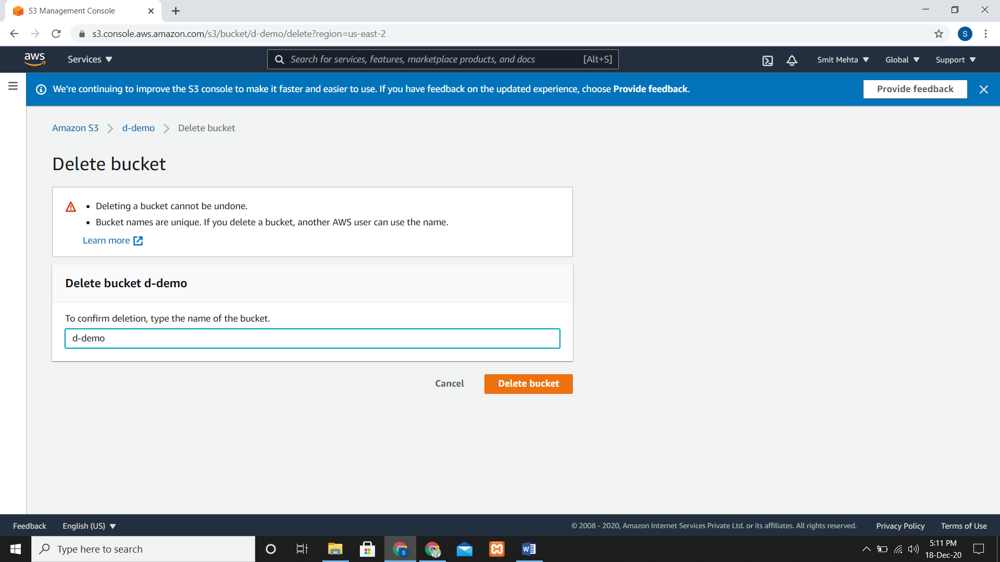 S3 Management Console
s3.console.aws.amazon.com/s3/bucket/d-demo/delete?region=us-east-2
S
aws
Services
Search for services, features, marketplace products, and docs
[Alt+S]
Smit Mehta
Global
Support
We're continuing to improve the S3 console to make it faster and easier to use. If you have feedback on the updated experience, choose Provide feedback.
Provide feedback
Amazon S3
d-demo
Delete bucket
Delete bucket
Deleting a bucket cannot be undone.
Bucket names are unique. If you delete a bucket, another AWS user can use the name.
Learn more
Delete bucket d-demo
To confirm deletion, type the name of the bucket.
d-demo
Cancel
Delete bucket
Feedback
English (US)
© 2008 - 2020, Amazon Internet Services Private Ltd. or its affiliates. All rights reserved.
Privacy Policy
Terms of Use
Type here to search
S
W
5:11 PM
18-Dec-20